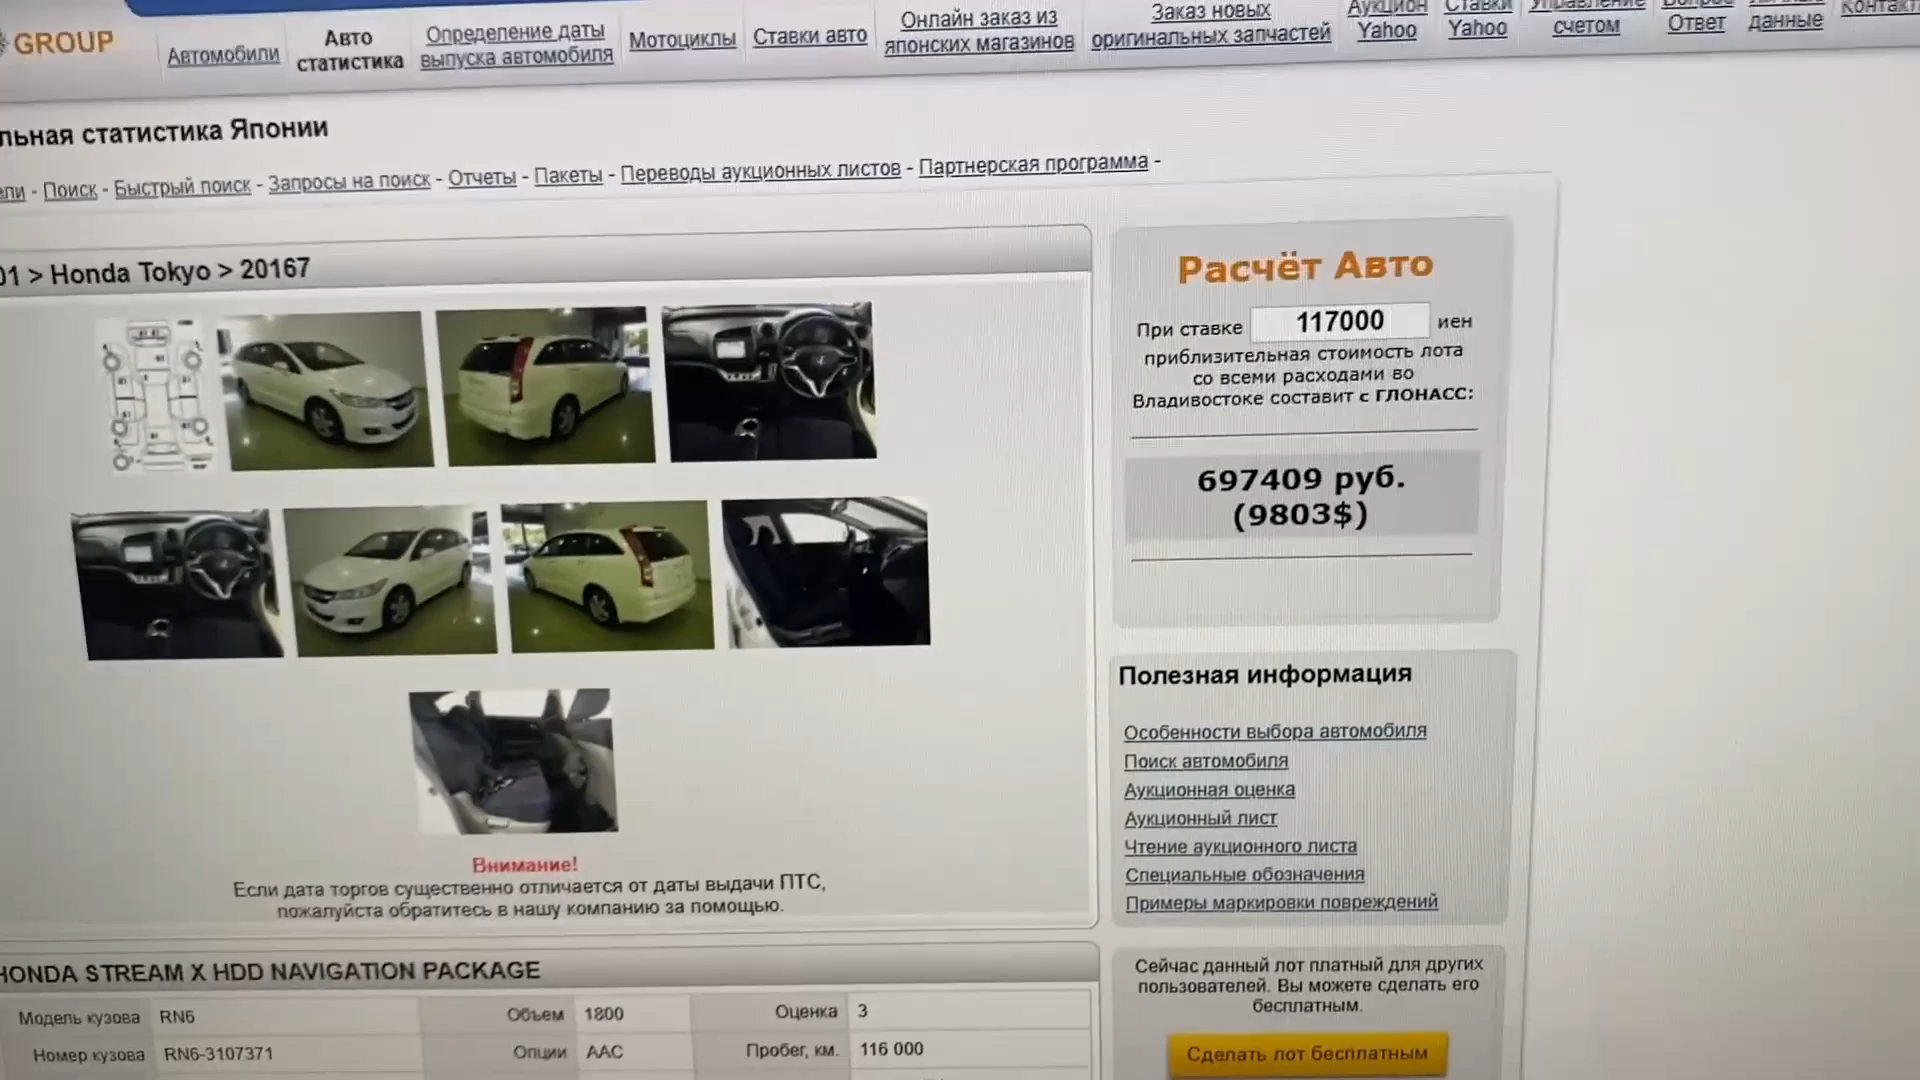 GROUP
Автомобили
Авто
статистика
Определение даты
выпуска автомобиля
Мотоциклы
Ставки авто
Онлайн заказ из
японских магазинов
Заказ новых
оригинальных запчастей
Аукцион
Yahoo
Ставки
Yahoo
Управление
счетом
Вопрос
Ответ
данные
льная статистика Японии
ели - Поиск - Быстрый поиск - Запросы на поиск - Отчеты - Пакеты - Переводы аукционных листов - Партнерская программа -
01 > Honda Tokyo > 20167
Расчёт Авто
При ставке 117000 иен
приблизительная стоимость лота
со всеми расходами во
Владивостоке составит с ГЛОНАСС:
697409 руб.
(9803$)
Полезная информация
Особенности выбора автомобиля
Поиск автомобиля
Аукционная оценка
Аукционный лист
Чтение аукционного листа
Специальные обозначения
Примеры маркировки повреждений
Внимание!
Если дата торгов существенно отличается от даты выдачи ПТС,
пожалуйста обратитесь в нашу компанию за помощью.
HONDA STREAM X HDD NAVIGATION PACKAGE
Модель кузова RN6 Объем 1800 Оценка 3
Номер кузова RN6-3107371 Опции AAC Пробег, км. 116 000
Сейчас данный лот платный для других
пользователей. Вы можете сделать его
бесплатным.
Сделать лот бесплатным